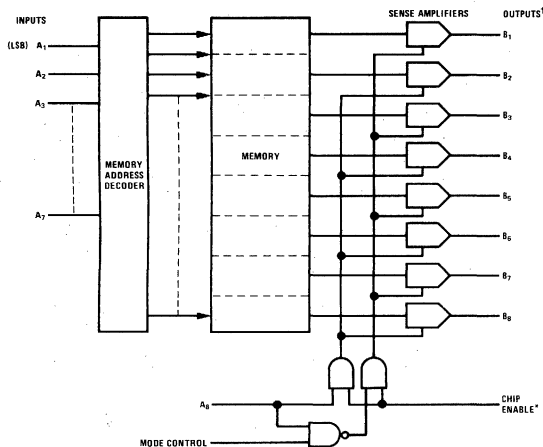 INPUTS
SENSE AMPLIFIERS
OUTPUTS†
(LSB) A1
B1
A2
B2
A3
B3
MEMORY
ADDRESS
DECODER
MEMORY
B4
B5
A7
B6
B7
B8
A8
CHIP
ENABLE*
MODE CONTROL